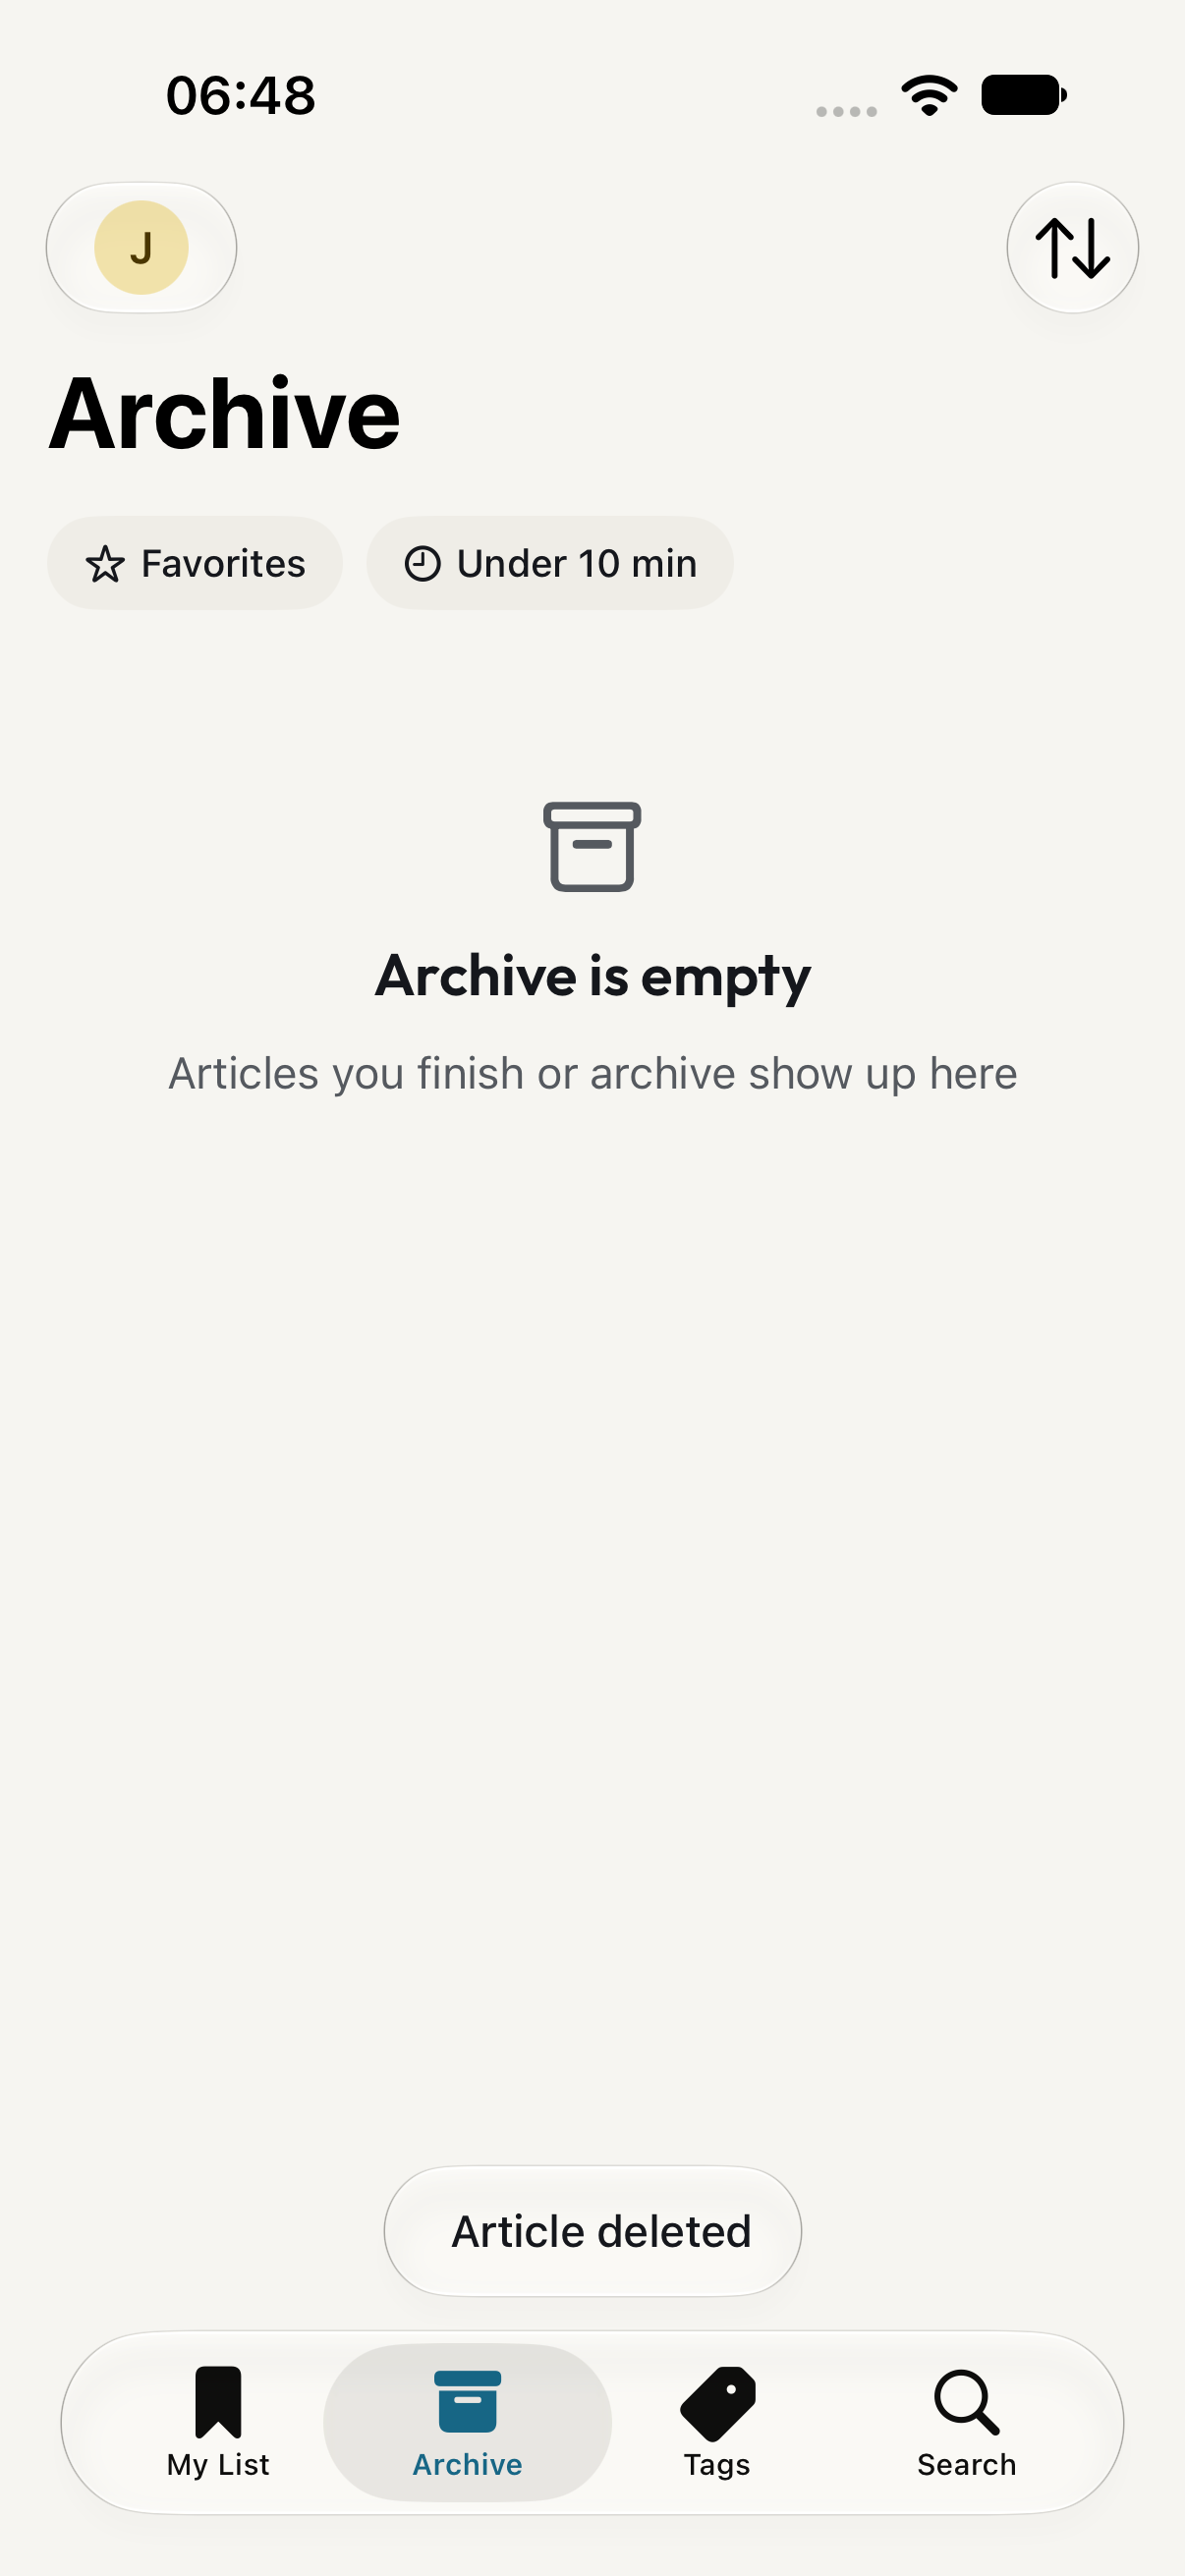 06:48
J
Archive
Favorites
Under 10 min
Archive is empty
Articles you finish or archive show up here
Article deleted
My List
Archive
Tags
Search